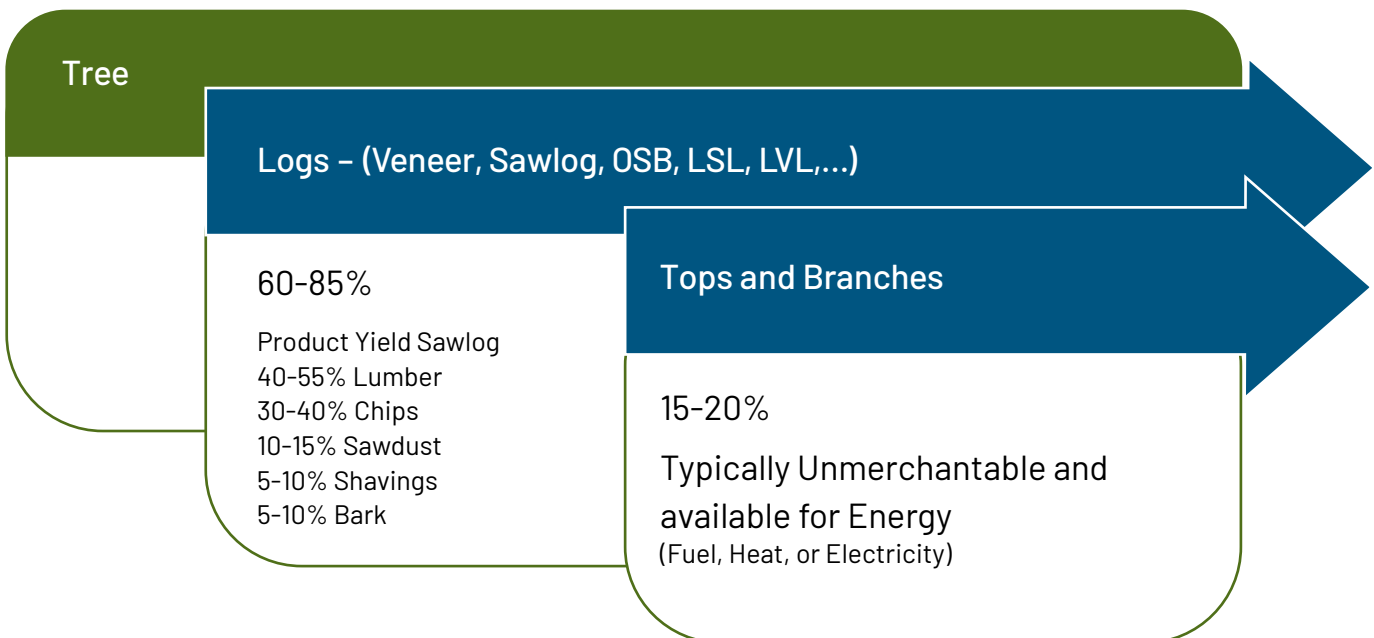 Tree
Logs – (Veneer, Sawlog, OSB, LSL, LVL,...)
60-85%
Product Yield Sawlog
40-55% Lumber
30-40% Chips
10-15% Sawdust
5-10% Shavings
5-10% Bark
Tops and Branches
15-20%
Typically Unmerchantable and
available for Energy
(Fuel, Heat, or Electricity)